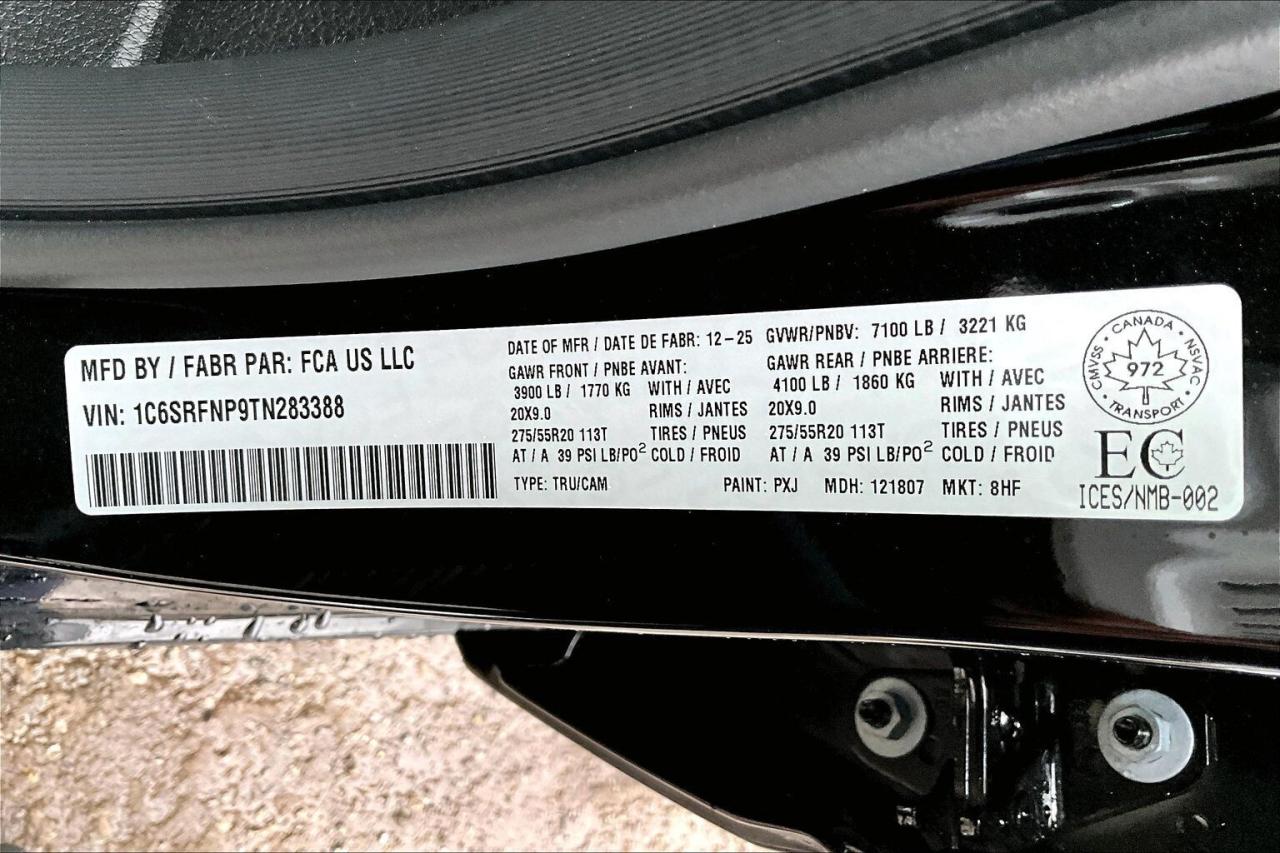 MFD BY / FABR PAR: FCA US LLC
VIN: 1C6SRFNP9TN283388
DATE OF MFR / DATE DE FABR: 12-25
GAWR FRONT / PNBE AVANT:
3900 LB / 1770 KG WITH / AVEC
20X9.0 RIMS / JANTES
275/55R20 113T TIRES / PNEUS
AT / A 39 PSI LB/PO² COLD / FROID
GVWR/PNBV: 7100 LB / 3221 KG
GAWR REAR / PNBE ARRIERE:
4100 LB / 1860 KG WITH / AVEC
20X9.0 RIMS / JANTES
275/55R20 113T TIRES / PNEUS
AT / A 39 PSI LB/PO² COLD / FROID
TYPE: TRU/CAM PAINT: PXJ MDH: 121807 MKT: 8HF
CMVSS • CANADA • NSVAC • TRANSPORT •
972
EC
ICES/NMB-002